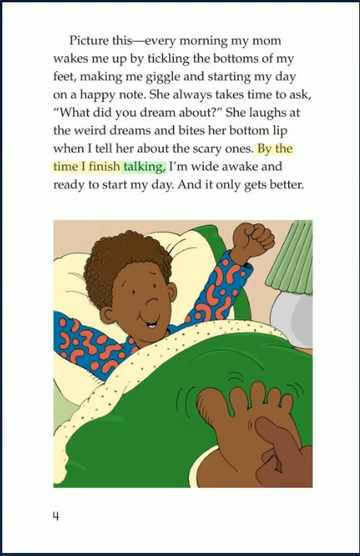 Picture this—every morning my mom
wakes me up by tickling the bottoms of my
feet, making me giggle and starting my day
on a happy note. She always takes time to ask,
“What did you dream about?” She laughs at
the weird dreams and bites her bottom lip
when I tell her about the scary ones. By the
time I finish talking, I’m wide awake and
ready to start my day. And it only gets better.
4